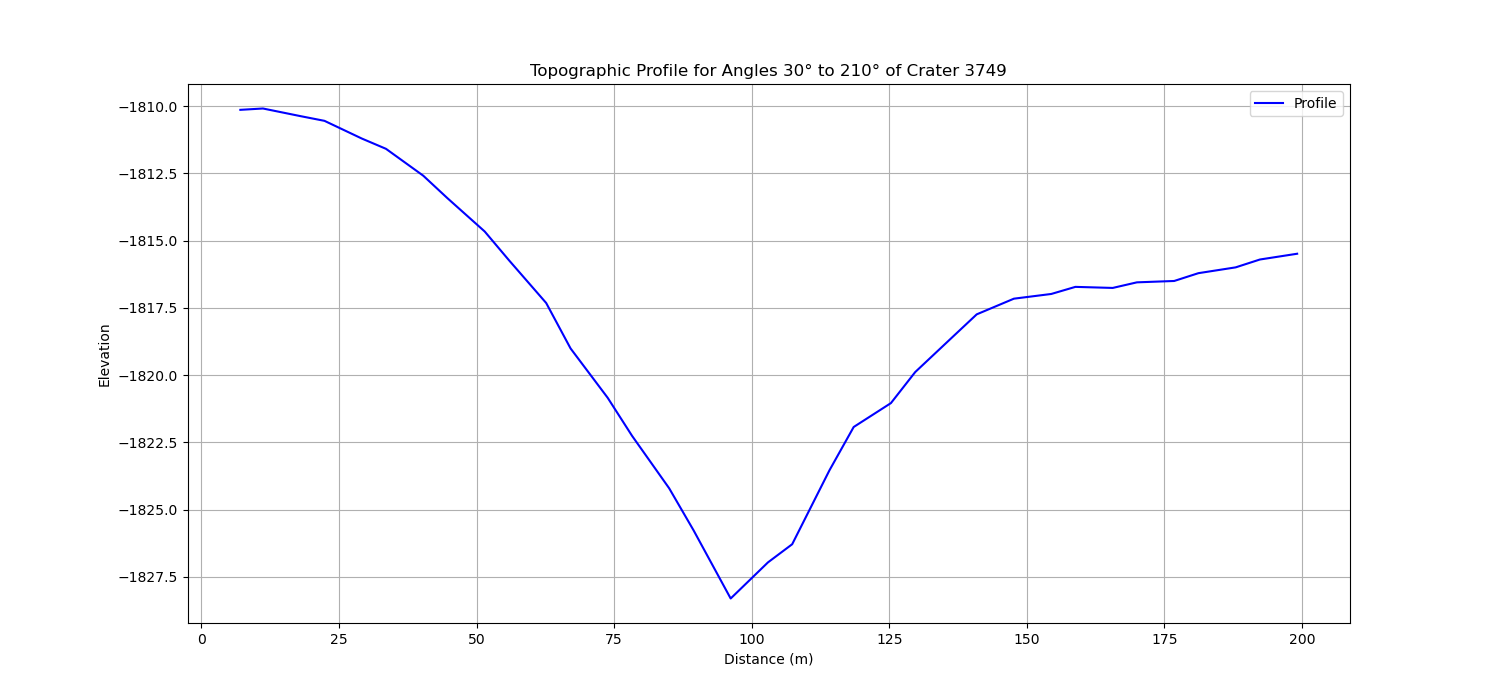 Topographic Profile for Angles 30° to 210° of Crater 3749
Profile
Elevation
−1810.0
−1812.5
−1815.0
−1817.5
−1820.0
−1822.5
−1825.0
−1827.5
0 25 50 75 100 125 150 175 200
Distance (m)